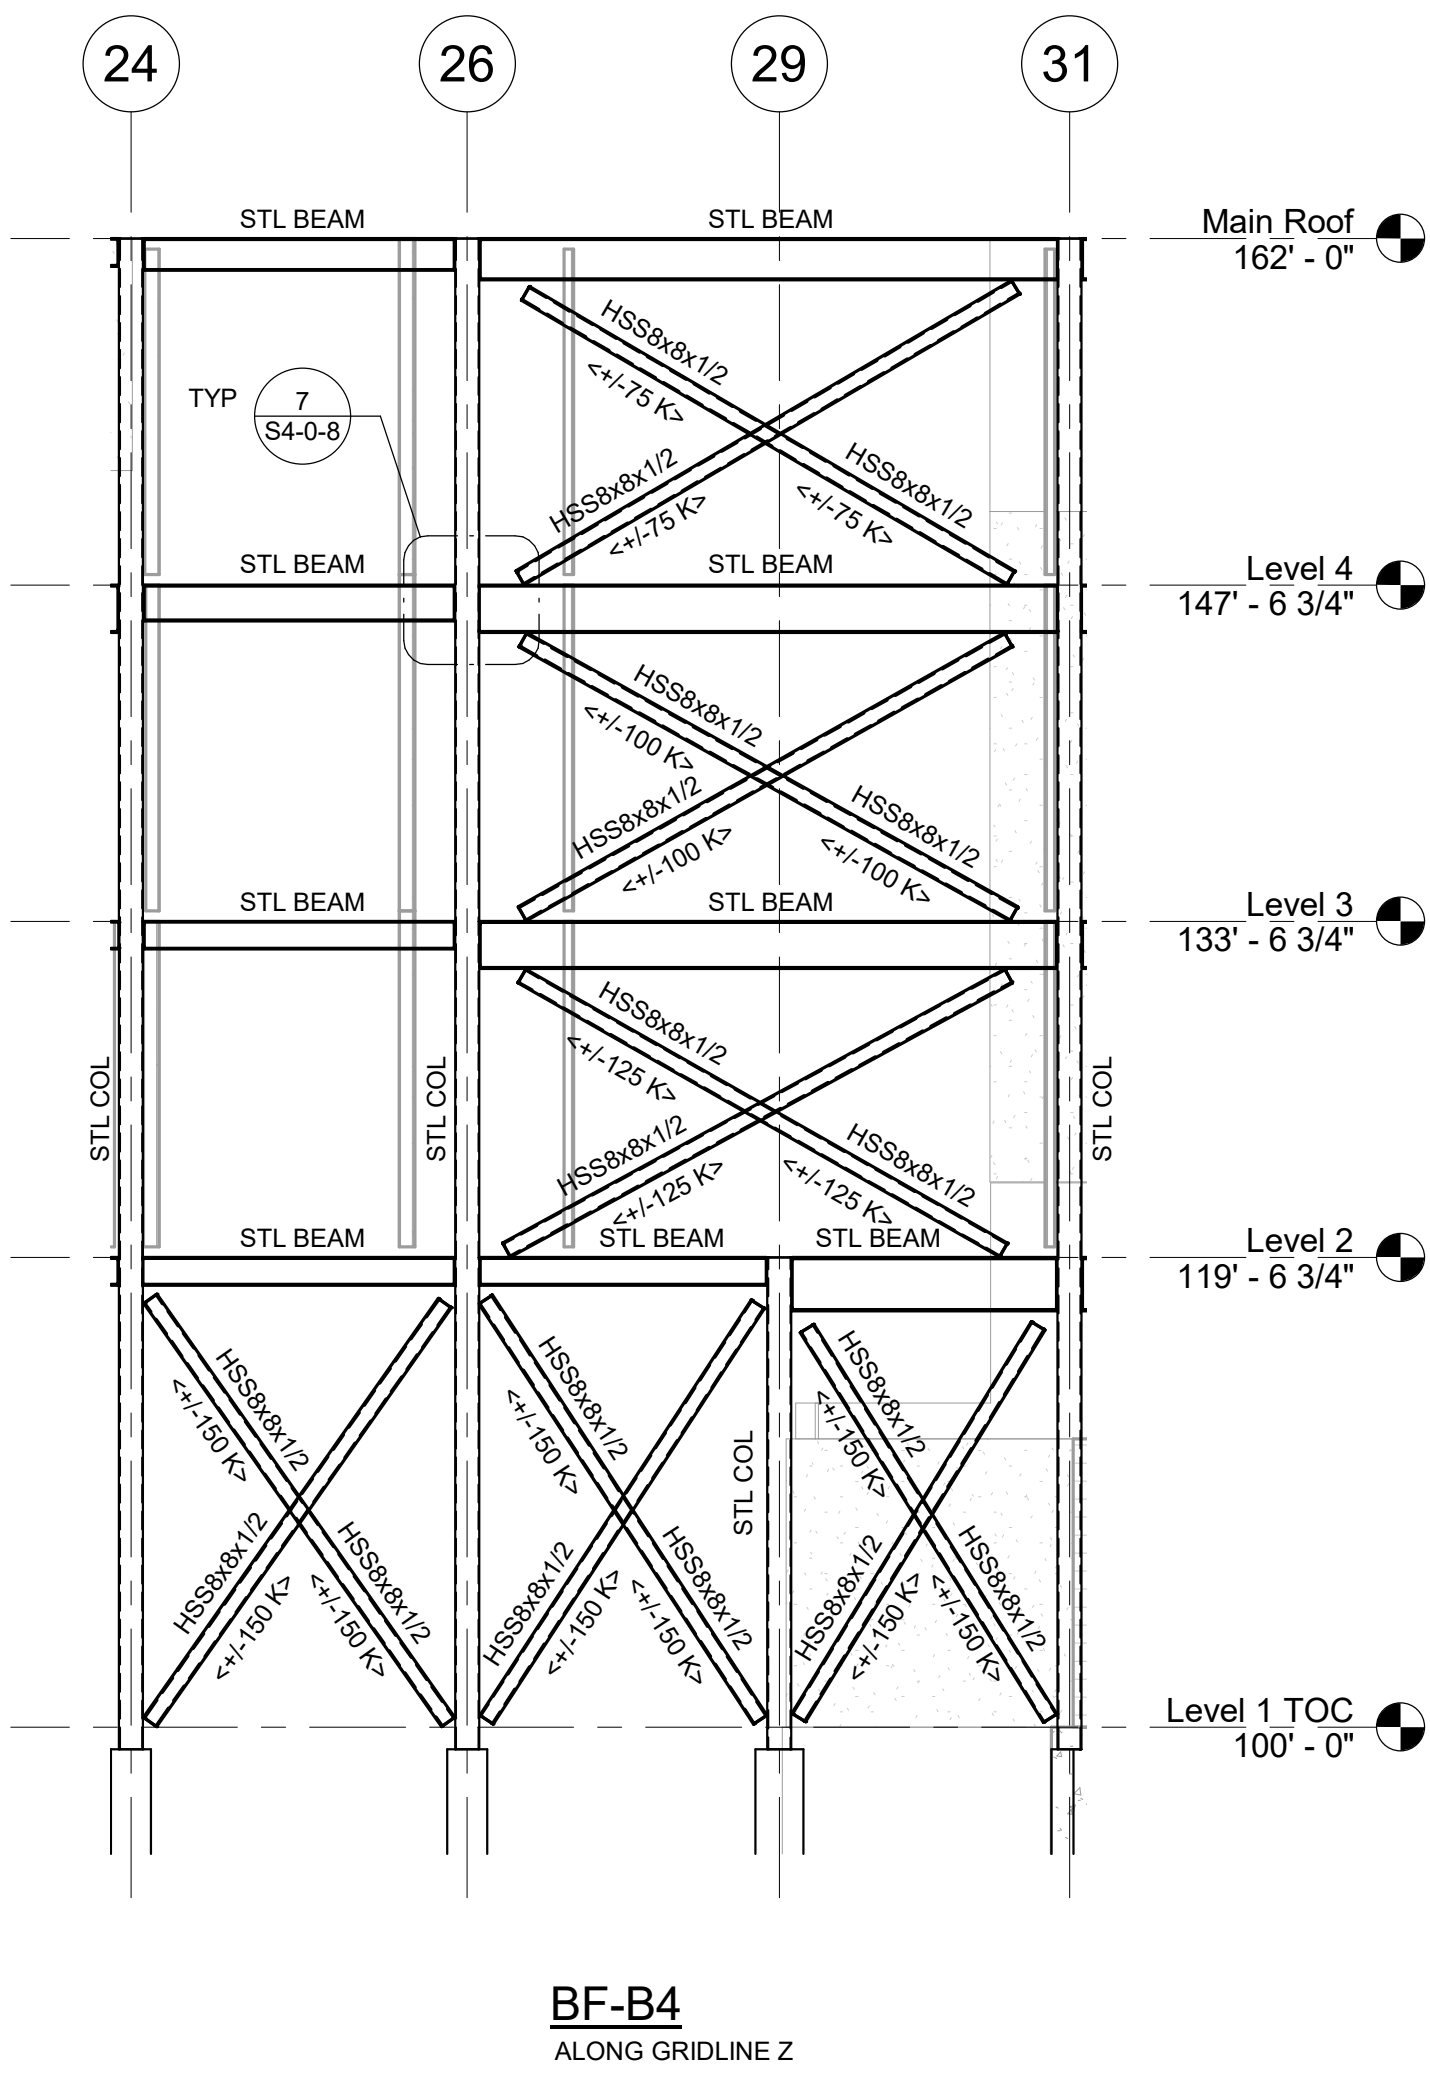 24
26
29
31
STL BEAM
STL BEAM
Main Roof
162' - 0"
HSS8x8x1/2
<+/-75 K>
TYP
7
S4-0-8
HSS8x8x1/2
<+/-75 K>
HSS8x8x1/2
<+/-75 K>
STL BEAM
STL BEAM
Level 4
147' - 6 3/4"
HSS8x8x1/2
<+/-100 K>
HSS8x8x1/2
<+/-100 K>
HSS8x8x1/2
<+/-100 K>
STL BEAM
STL BEAM
Level 3
133' - 6 3/4"
HSS8x8x1/2
<+/-125 K>
STL COL
STL COL
STL COL
HSS8x8x1/2
<+/-125 K>
HSS8x8x1/2
<+/-125 K>
STL BEAM
STL BEAM
STL BEAM
Level 2
119' - 6 3/4"
HSS8x8x1/2
<+/-150 K>
HSS8x8x1/2
<+/-150 K>
HSS8x8x1/2
<+/-150 K>
STL COL
HSS8x8x1/2
<+/-150 K>
HSS8x8x1/2
<+/-150 K>
HSS8x8x1/2
<+/-150 K>
HSS8x8x1/2
<+/-150 K>
HSS8x8x1/2
<+/-150 K>
HSS8x8x1/2
<+/-150 K>
Level 1 TOC
100' - 0"
BF-B4
ALONG GRIDLINE Z